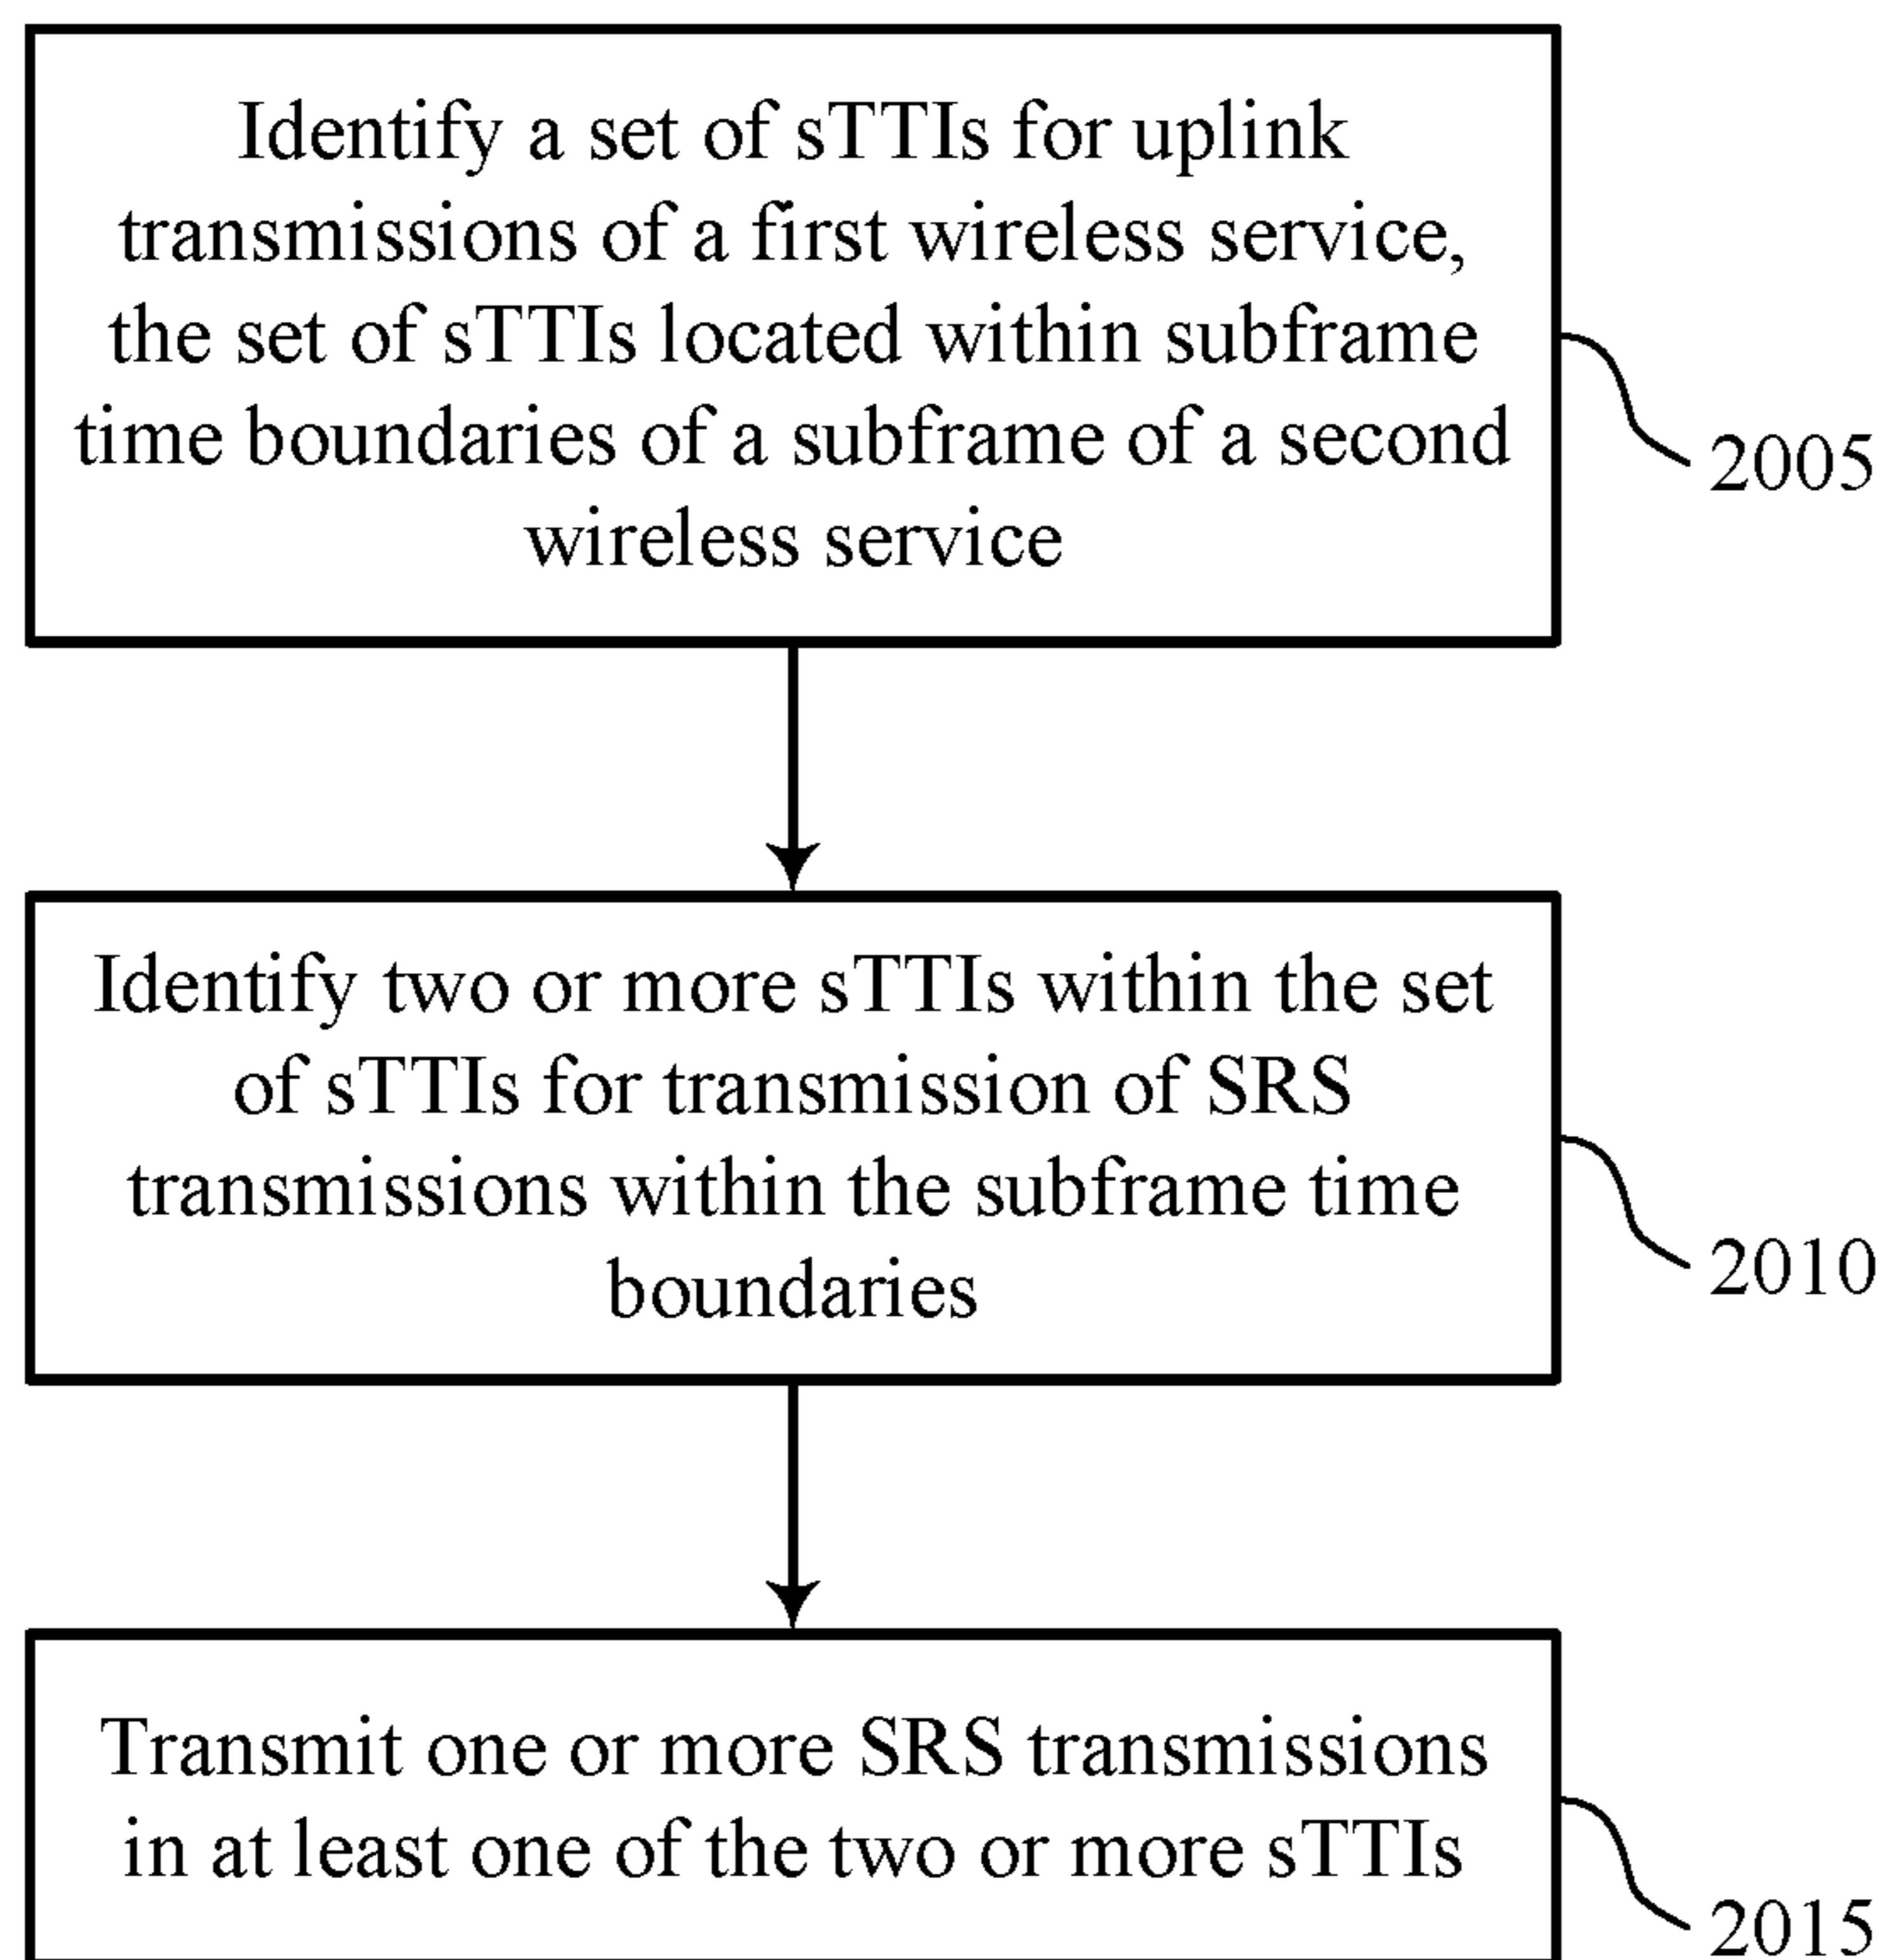 Identify a set of sTTIs for uplink
transmissions of a first wireless service,
the set of sTTIs located within subframe
time boundaries of a subframe of a second
wireless service
2005
Identify two or more sTTIs within the set
of sTTIs for transmission of SRS
transmissions within the subframe time
boundaries
2010
Transmit one or more SRS transmissions
in at least one of the two or more sTTIs
2015